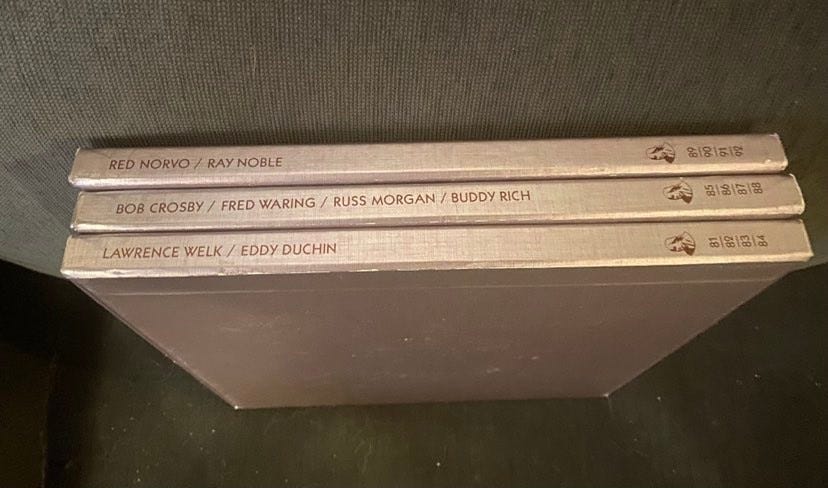 RED NORVO / RAY NOBLE
89 90 91 92
BOB CROSBY / FRED WARING / RUSS MORGAN / BUDDY RICH
85 86 87 88
LAWRENCE WELK / EDDY DUCHIN
81 82 83 84